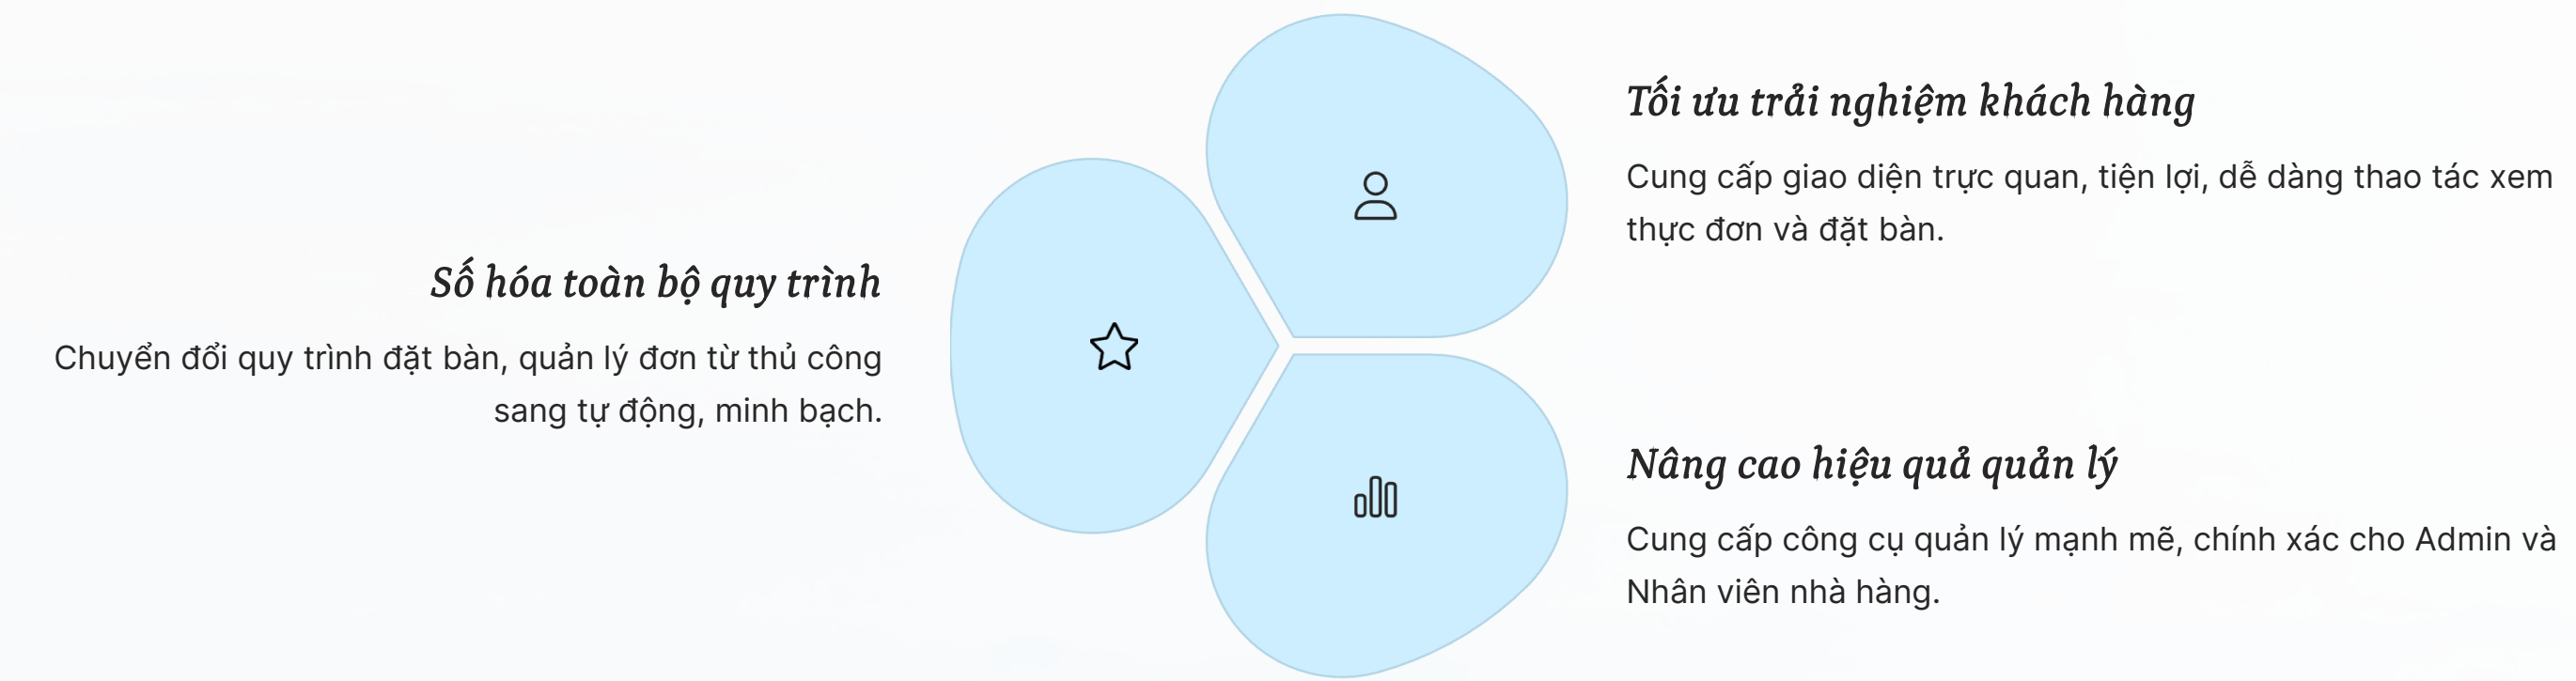 Số hóa toàn bộ quy trình
Chuyển đổi quy trình đặt bàn, quản lý đơn từ thủ công
sang tự động, minh bạch.
Tối ưu trải nghiệm khách hàng
Cung cấp giao diện trực quan, tiện lợi, dễ dàng thao tác xem
thực đơn và đặt bàn.
Nâng cao hiệu quả quản lý
Cung cấp công cụ quản lý mạnh mẽ, chính xác cho Admin và
Nhân viên nhà hàng.